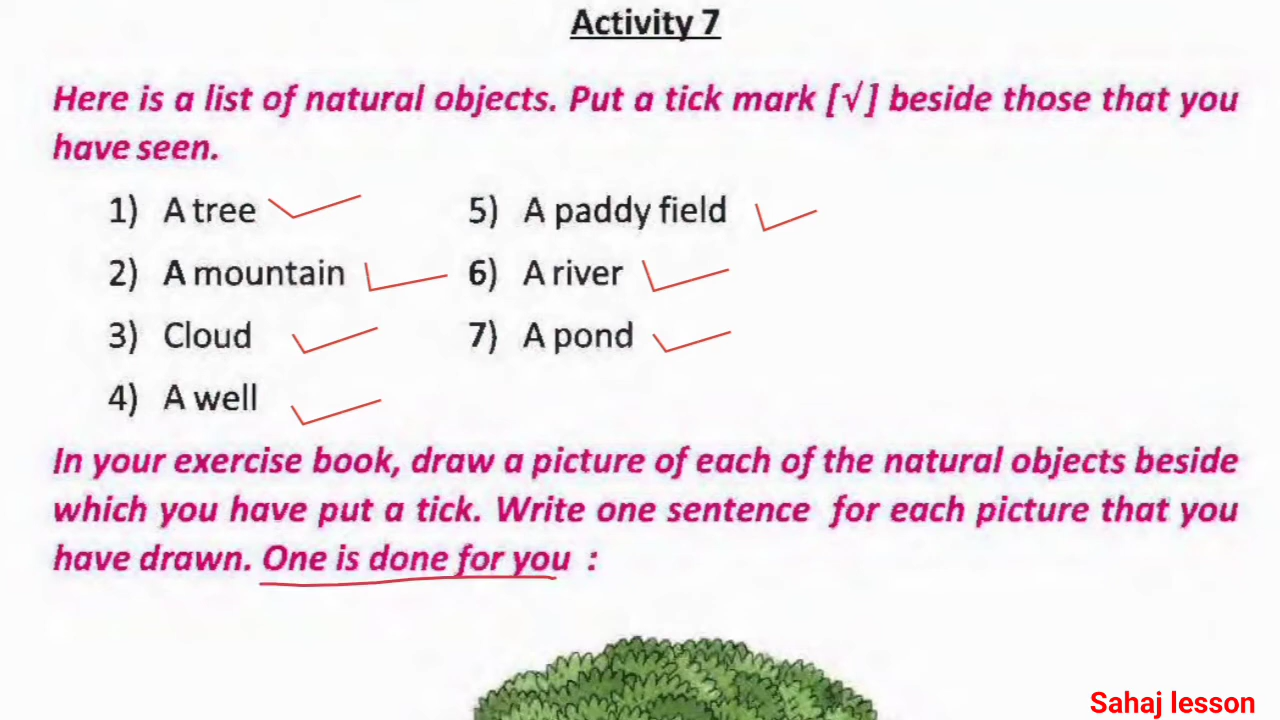 Activity 7
Here is a list of natural objects. Put a tick mark [√] beside those that you
have seen.
1) A tree
5) A paddy field
2) A mountain
6) A river
3) Cloud
7) A pond
4) A well
In your exercise book, draw a picture of each of the natural objects beside
which you have put a tick. Write one sentence for each picture that you
have drawn. One is done for you :
Sahaj lesson